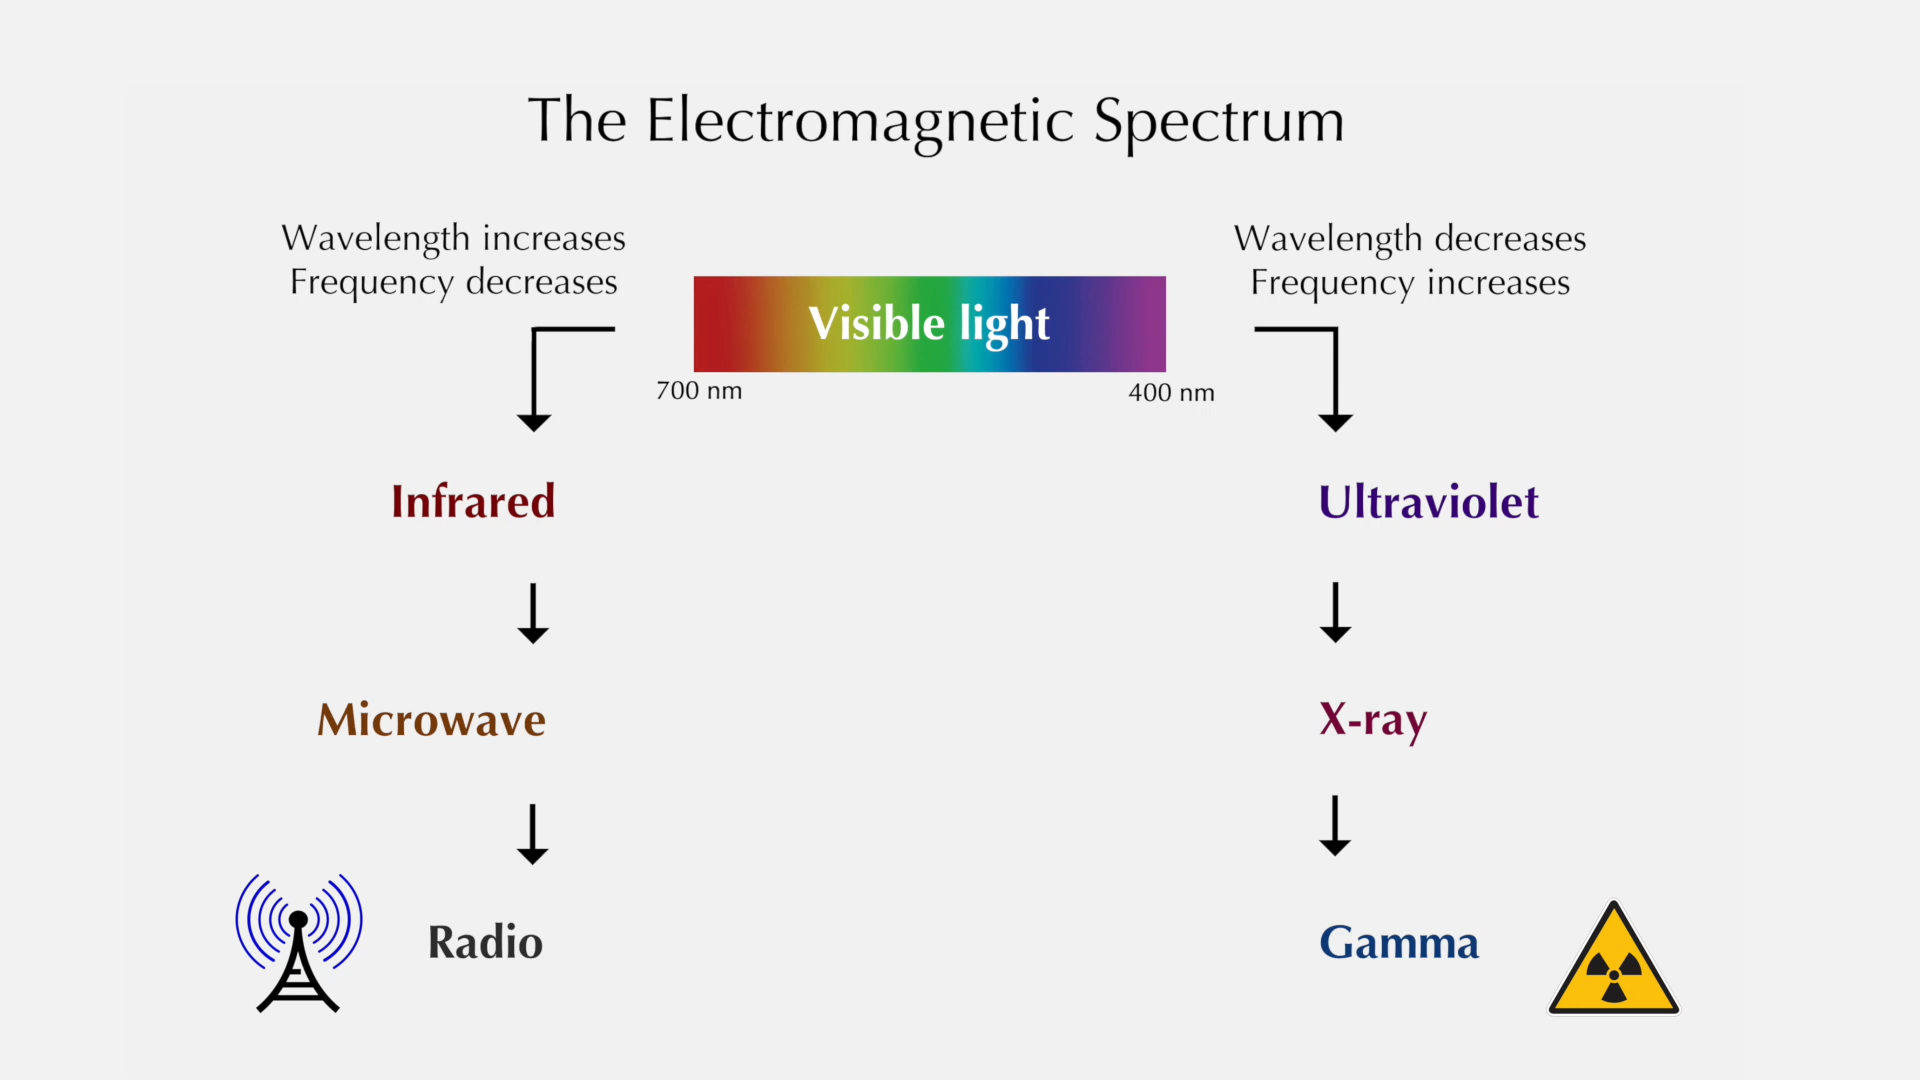 The Electromagnetic Spectrum
Wavelength increases
Frequency decreases
Visible light
700 nm
400 nm
Wavelength decreases
Frequency increases
Infrared
Ultraviolet
Microwave
X-ray
Radio
Gamma